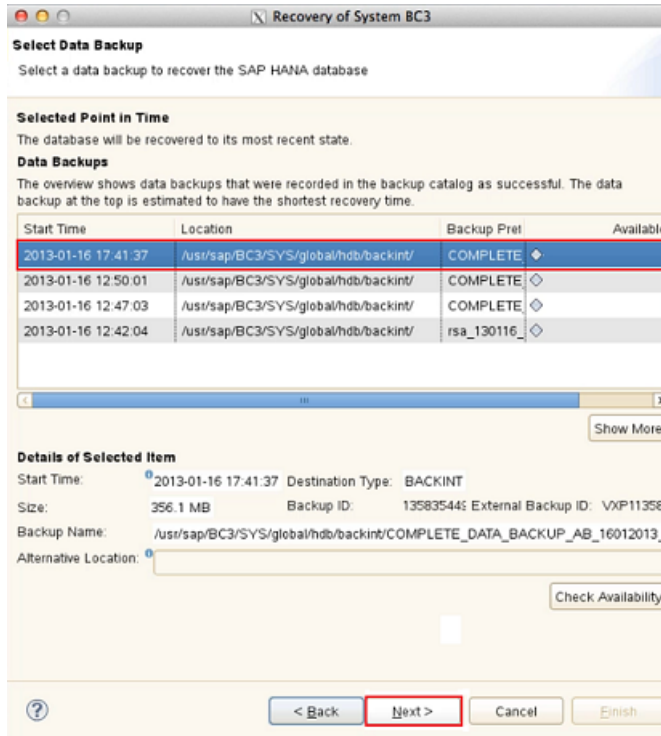 Recovery of System BC3
Select Data Backup
Select a data backup to recover the SAP HANA database
Selected Point in Time
The database will be recovered to its most recent state.
Data Backups
The overview shows data backups that were recorded in the backup catalog as successful. The data
backup at the top is estimated to have the shortest recovery time.
Start Time Location Backup Pref Available
2013-01-16 17:41:37 /usr/sap/BC3/SYS/global/hdb/backint/ COMPLETE_
2013-01-16 12:50:01 /usr/sap/BC3/SYS/global/hdb/backint/ COMPLETE_
2013-01-16 12:47:03 /usr/sap/BC3/SYS/global/hdb/backint/ COMPLETE_
2013-01-16 12:42:04 /usr/sap/BC3/SYS/global/hdb/backint/ rsa_130116_
Show More
Details of Selected Item
Start Time: 2013-01-16 17:41:37 Destination Type: BACKINT
Size: 356.1 MB Backup ID: 135835449 External Backup ID: VXP11358
Backup Name: /usr/sap/BC3/SYS/global/hdb/backint/COMPLETE_DATA_BACKUP_AB_16012013_
Alternative Location:
Check Availability
< Back Next > Cancel Finish